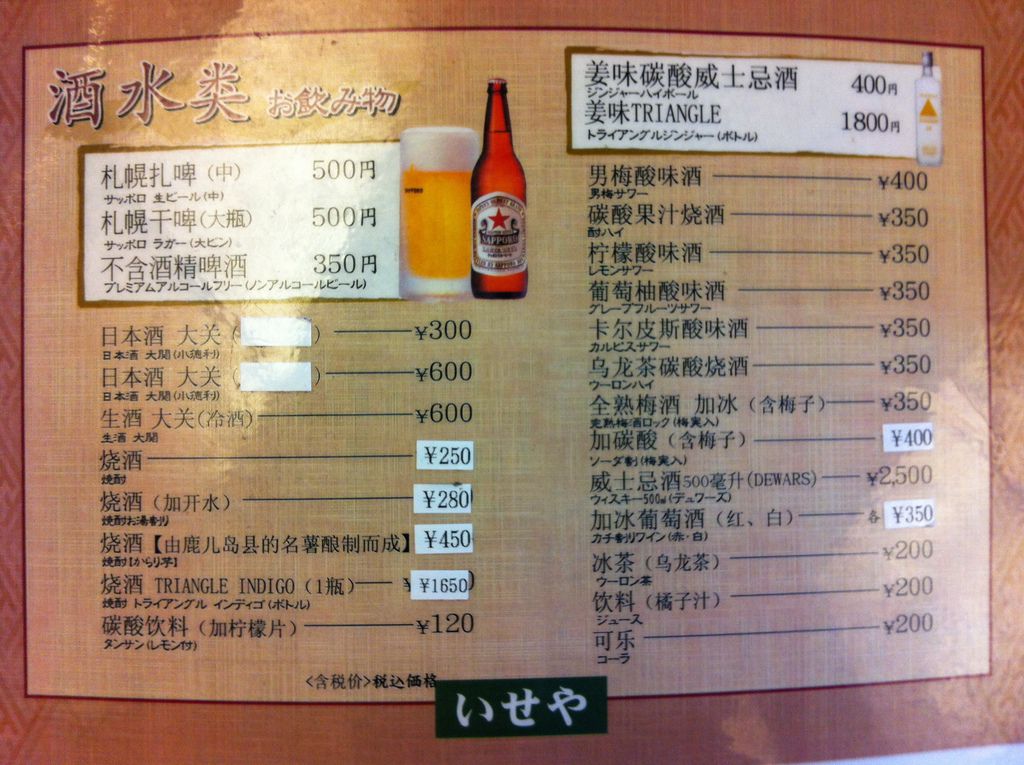 酒水类 お飲み物
札幌扎啤(中) 500円
サッポロ 生ビール(中)
札幌干啤(大瓶) 500円
サッポロ ラガー(大ビン)
不含酒精啤酒 350円
プレミアムアルコールフリー(ノンアルコールビール)
SAPPORO
日本酒 大关( ) ¥300
日本酒 大関(小徳利)
日本酒 大关( ) ¥600
日本酒 大関(小徳利)
生酒 大关(冷酒) ¥600
生酒 大関
烧酒 ¥250
焼酎
烧酒(加开水) ¥280
焼酎お湯割り
烧酒【由鹿儿岛县的名薯酿制而成】 ¥450
焼酎【からり芋】
烧酒 TRIANGLE INDIGO(1瓶) ¥1650
焼酎 トライアングル インディゴ(ボトル)
碳酸饮料(加柠檬片) ¥120
タンサン(レモン付)
<含税价>税込価格
姜味碳酸威士忌酒 400円
ジンジャーハイボール
姜味TRIANGLE 1800円
トライアングルジンジャー(ボトル)
男梅酸味酒 ¥400
男梅サワー
碳酸果汁烧酒 ¥350
酎ハイ
柠檬酸味酒 ¥350
レモンサワー
葡萄柚酸味酒 ¥350
グレープフルーツサワー
卡尔皮斯酸味酒 ¥350
カルピスサワー
乌龙茶碳酸烧酒 ¥350
ウーロンハイ
全熟梅酒 加冰(含梅子) ¥350
完熟梅酒ロック(梅実入)
加碳酸(含梅子) ¥400
ソーダ割(梅実入)
威士忌酒500毫升(DEWARS) ¥2,500
ウィスキー500㎖(デュワーズ)
加冰葡萄酒(红、白) 各 ¥350
カチ割りワイン(赤・白)
冰茶(乌龙茶) ¥200
ウーロン茶
饮料(橘子汁) ¥200
ジュース
可乐 ¥200
コーラ
いせや